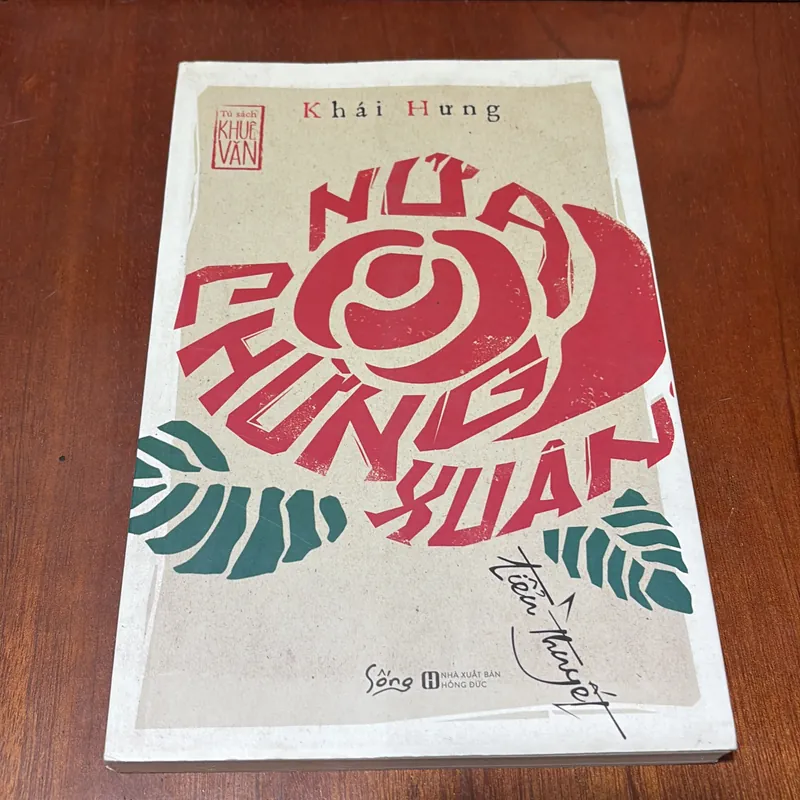 Khái Hưng
Tủ sách
KHUÊ
VĂN
NỬA
CHỪNG
XUÂN
tiểu thuyết
Sống
H NHÀ XUẤT BẢN
HỒNG ĐỨC